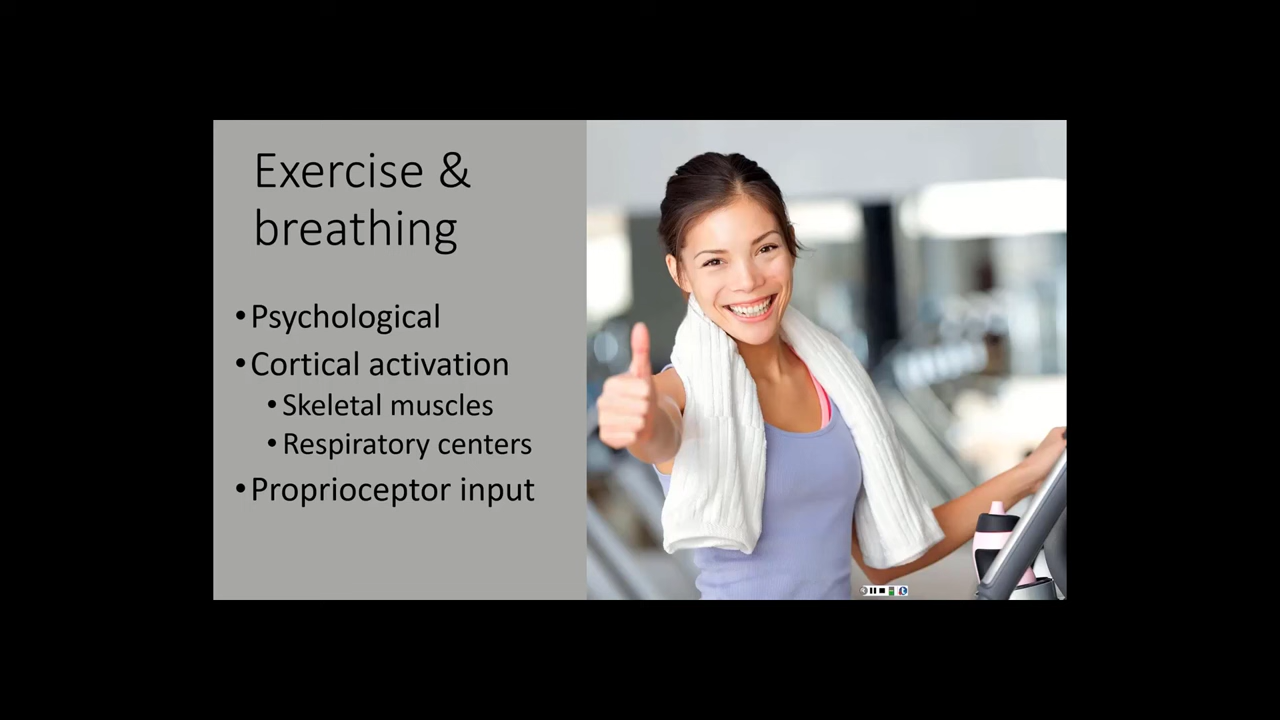 Exercise &
breathing
•Psychological
•Cortical activation
•Skeletal muscles
•Respiratory centers
•Proprioceptor input